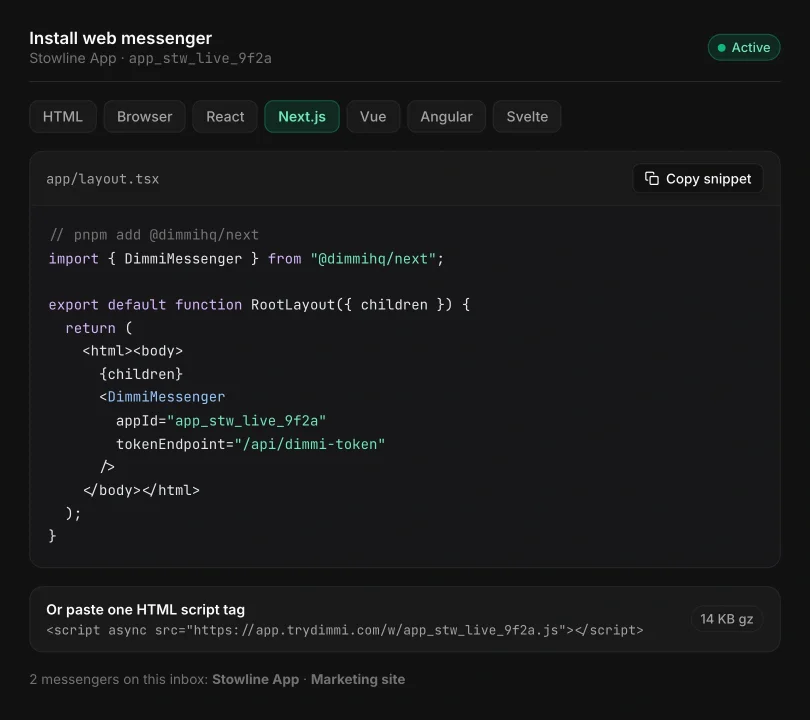 Install web messenger
Stowline App · app_stw_live_9f2a
Active
HTML Browser React Next.js Vue Angular Svelte
app/layout.tsx
Copy snippet
// pnpm add @dimmihq/next
import { DimmiMessenger } from "@dimmihq/next";
export default function RootLayout({ children }) {
  return (
    <html><body>
      {children}
      <DimmiMessenger
        appId="app_stw_live_9f2a"
        tokenEndpoint="/api/dimmi-token"
      />
    </body></html>
  );
}
Or paste one HTML script tag
<script async src="https://app.trydimmi.com/w/app_stw_live_9f2a.js"></script>
14 KB gz
2 messengers on this inbox: Stowline App · Marketing site